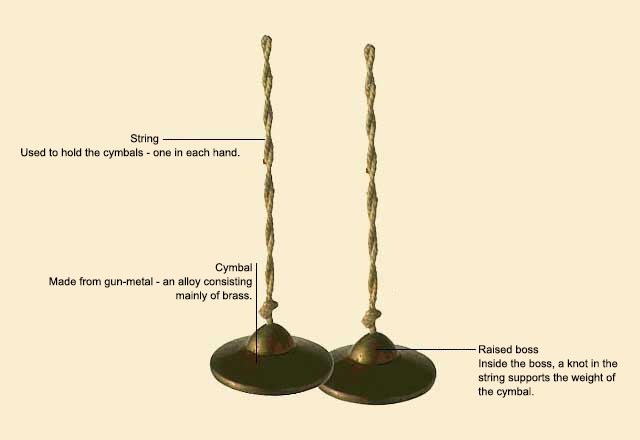 String
Used to hold the cymbals - one in each hand.
Cymbal
Made from gun-metal - an alloy consisting
mainly of brass.
Raised boss
Inside the boss, a knot in the
string supports the weight of
the cymbal.